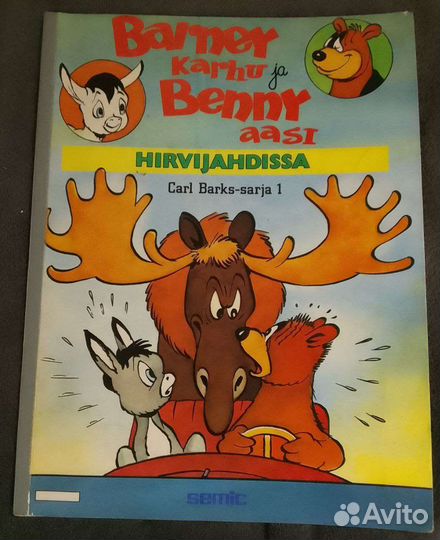 Barney
Karhu ja
Benny
aasi
HIRVIJAHDISSA
Carl Barks-sarja 1
semic
Avito